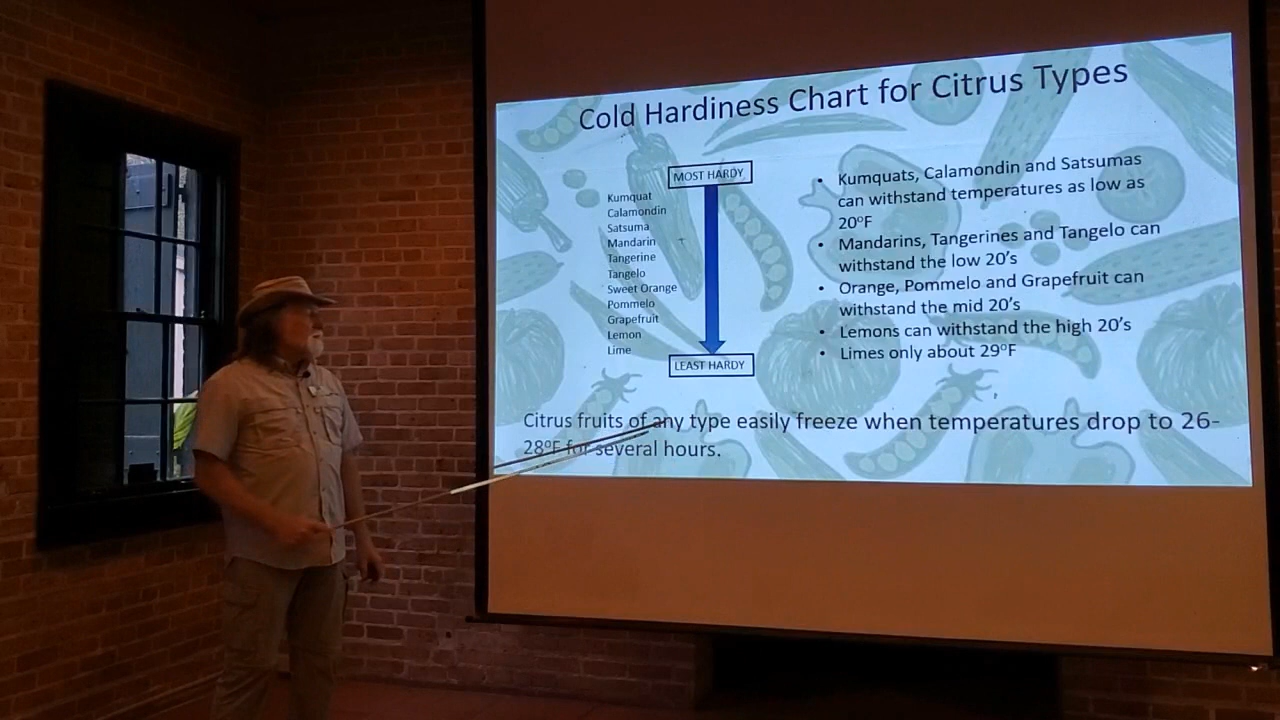 Cold Hardiness Chart for Citrus Types
MOST HARDY
Kumquat
Calamondin
Satsuma
Mandarin
Tangerine
Tangelo
Sweet Orange
Pommelo
Grapefruit
Lemon
Lime
LEAST HARDY
• Kumquats, Calamondin and Satsumas
can withstand temperatures as low as
20ºF
• Mandarins, Tangerines and Tangelo can
withstand the low 20's
• Orange, Pommelo and Grapefruit can
withstand the mid 20's
• Lemons can withstand the high 20's
• Limes only about 29ºF
Citrus fruits of any type easily freeze when temperatures drop to 26-
28ºF for several hours.